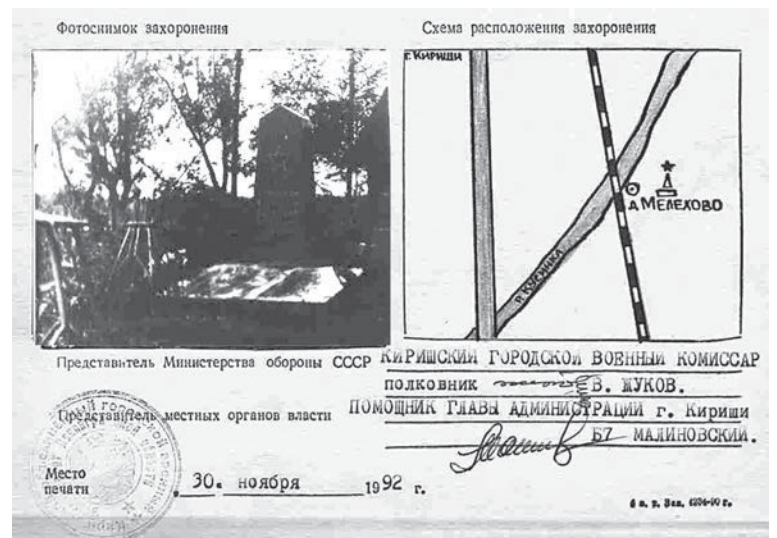 Фотоснимок захоронения
Схема расположения захоронения
г. Кириши
д. Мелехово
Представитель Министерства обороны СССР
КИРИШСКИЙ ГОРОДСКОЙ ВОЕННЫЙ КОМИССАР
полковник В. ЖУКОВ.
Представитель местных органов власти
ПОМОЩНИК ГЛАВЫ АДМИНИСТРАЦИИ г. Кириши
Б7 МАЛИНОВСКИЙ.
Место
печати
30. ноября 1992 г.